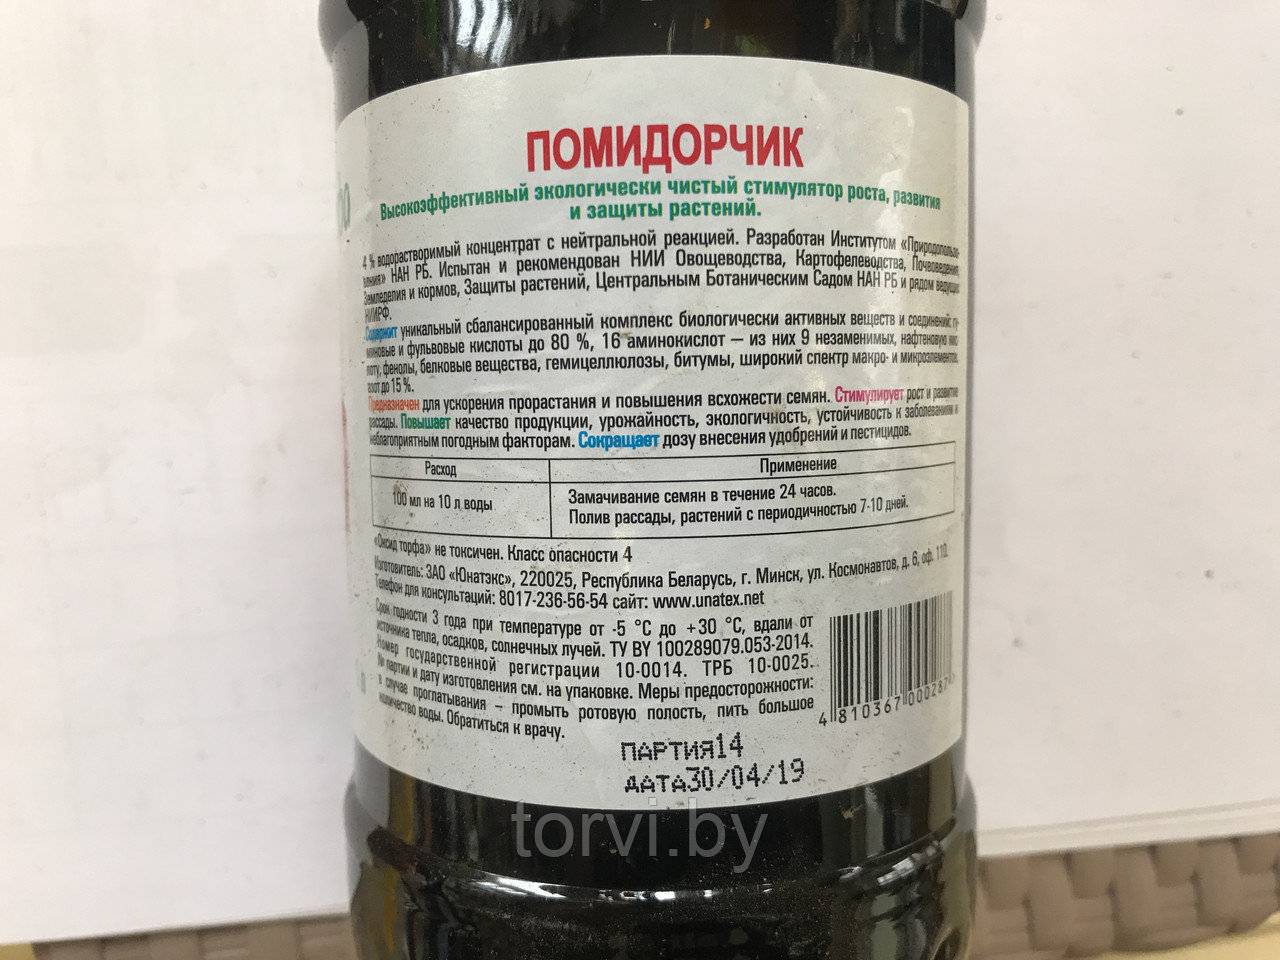 ПОМИДОРЧИК
Высокоэффективный экологически чистый стимулятор роста, развития
и защиты растений.
4 % водорастворимый концентрат с нейтральной реакцией. Разработан Институтом «Природопользо-
вания» НАН РБ. Испытан и рекомендован НИИ Овощеводства, Картофелеводства, Почвоведения,
Земледелия и кормов, Защиты растений, Центральным Ботаническим Садом НАН РБ и рядом ведущих
НИИРФ.
Содержит уникальный сбалансированный комплекс биологически активных веществ и соединений: гу-
миновые и фульвовые кислоты до 80 %, 16 аминокислот – из них 9 незаменимых, нафтеновую кис-
лоту, фенолы, белковые вещества, гемицеллюлозы, битумы, широкий спектр макро- и микроэлементов,
азот до 15 %.
Предназначен для ускорения прорастания и повышения всхожести семян. Стимулирует рост и развитие
рассады. Повышает качество продукции, урожайность, экологичность, устойчивость к заболеваниям и
неблагоприятным погодным факторам. Сокращает дозу внесения удобрений и пестицидов.
Расход Применение
100 мл на 10 л воды Замачивание семян в течение 24 часов.
Полив рассады, растений с периодичностью 7-10 дней.
«Оксид торфа» не токсичен. Класс опасности 4
Изготовитель: ЗАО «Юнатэкс», 220025, Республика Беларусь, г. Минск, ул. Космонавтов, д. 6, оф. 110.
Телефон для консультаций: 8017-236-56-54 сайт: www.unatex.net
Срок годности 3 года при температуре от -5 °С до +30 °С, вдали от
источника тепла, осадков, солнечных лучей. ТУ BY 100289079.053-2014.
Номер государственной регистрации 10-0014. ТРБ 10-0025.
№ партии и дату изготовления см. на упаковке. Меры предосторожности:
в случае проглатывания – промыть ротовую полость, пить большое
количество воды. Обратиться к врачу.
4 810367 000287
ПАРТИЯ14
ДАТА30/04/19
torvi.by